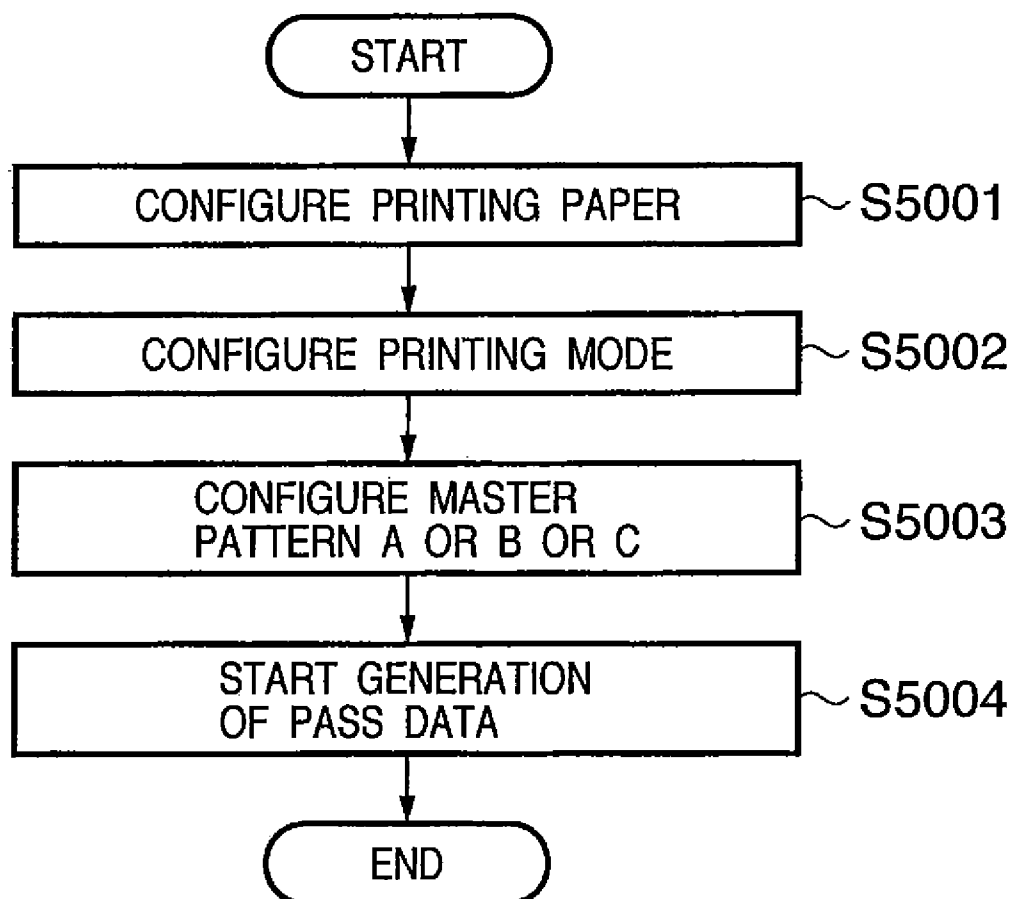 START
CONFIGURE PRINTING PAPER
S5001
CONFIGURE PRINTING MODE
S5002
CONFIGURE MASTER
PATTERN A OR B OR C
S5003
START GENERATION
OF PASS DATA
S5004
END